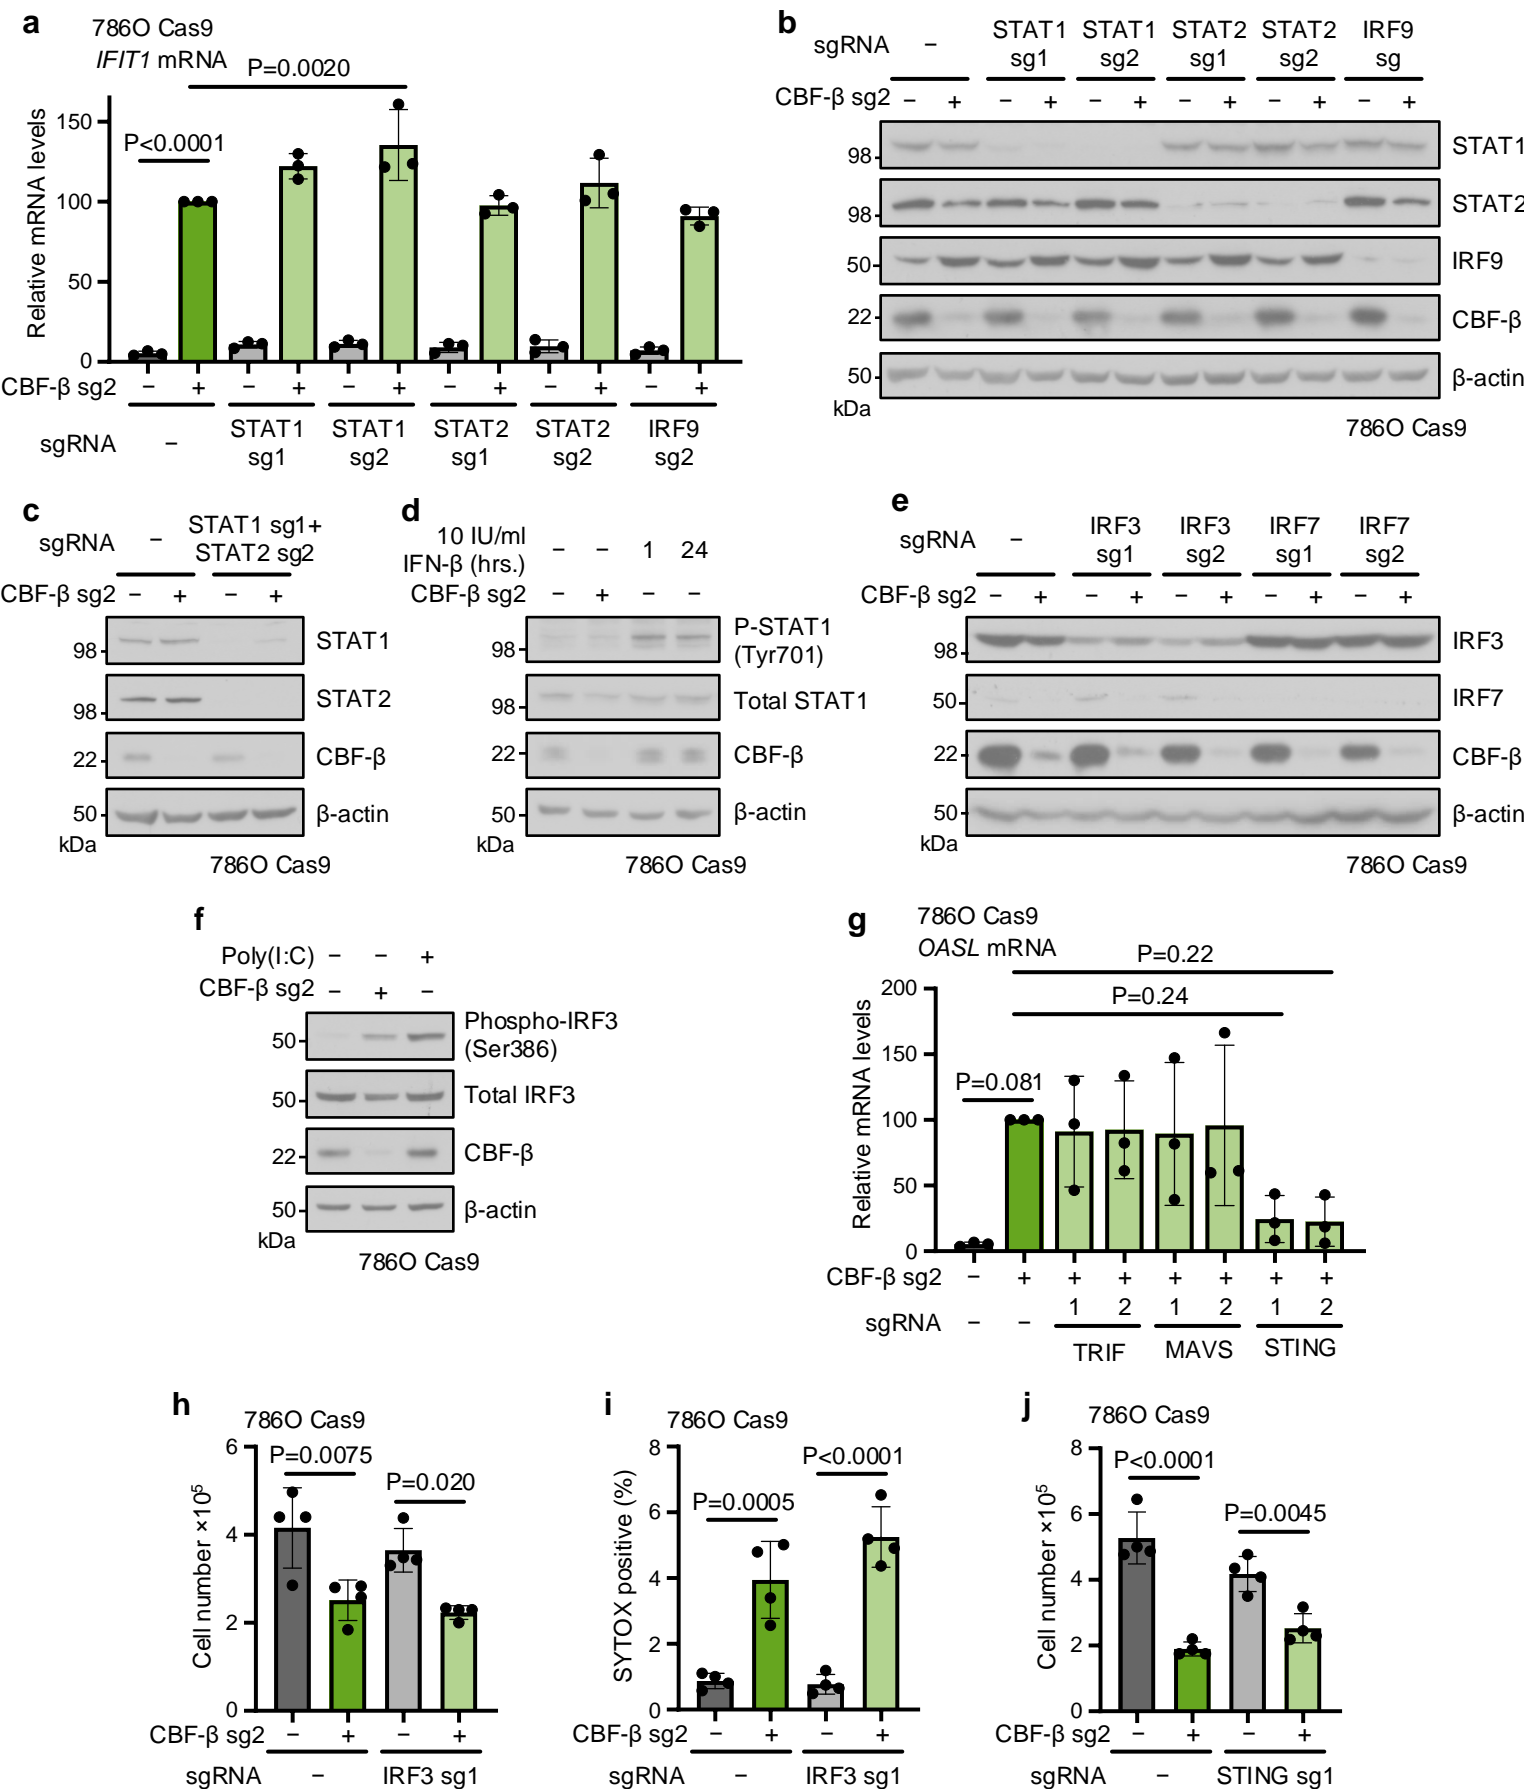 a
786O Cas9
IFIT1 mRNA
P=0.0020
P<0.0001
Relative mRNA levels
150
100
50
0
CBF-β sg2 − + − + − + − + − + − +
sgRNA − STAT1 sg1 STAT1 sg2 STAT2 sg1 STAT2 sg2 IRF9 sg2
b
sgRNA − STAT1 sg1 STAT1 sg2 STAT2 sg1 STAT2 sg2 IRF9 sg
CBF-β sg2 − + − + − + − + − + − +
98 STAT1
98 STAT2
50 IRF9
22 CBF-β
50 β-actin
kDa
786O Cas9
c
sgRNA − STAT1 sg1+ STAT2 sg2
CBF-β sg2 − + − +
98 STAT1
98 STAT2
22 CBF-β
50 β-actin
kDa
786O Cas9
d
10 IU/ml
IFN-β (hrs.) − − 1 24
CBF-β sg2 − + − −
98 P-STAT1 (Tyr701)
98 Total STAT1
22 CBF-β
50 β-actin
kDa
786O Cas9
e
sgRNA − IRF3 sg1 IRF3 sg2 IRF7 sg1 IRF7 sg2
CBF-β sg2 − + − + − + − + − +
98 IRF3
50 IRF7
22 CBF-β
50 β-actin
kDa
786O Cas9
f
Poly(I:C) − − +
CBF-β sg2 − + −
50 Phospho-IRF3 (Ser386)
50 Total IRF3
22 CBF-β
50 β-actin
kDa
786O Cas9
g
786O Cas9
OASL mRNA
P=0.22
P=0.24
P=0.081
Relative mRNA levels
200
150
100
50
0
CBF-β sg2 − + + + + + + +
sgRNA − − 1 2 1 2 1 2
TRIF MAVS STING
h
786O Cas9
P=0.0075
P=0.020
Cell number ×10⁵
6
4
2
0
CBF-β sg2 − + − +
sgRNA − IRF3 sg1
i
786O Cas9
P<0.0001
P=0.0005
SYTOX positive (%)
8
6
4
2
0
CBF-β sg2 − + − +
sgRNA − IRF3 sg1
j
786O Cas9
P<0.0001
P=0.0045
Cell number ×10⁵
8
6
4
2
0
CBF-β sg2 − + − +
sgRNA − STING sg1